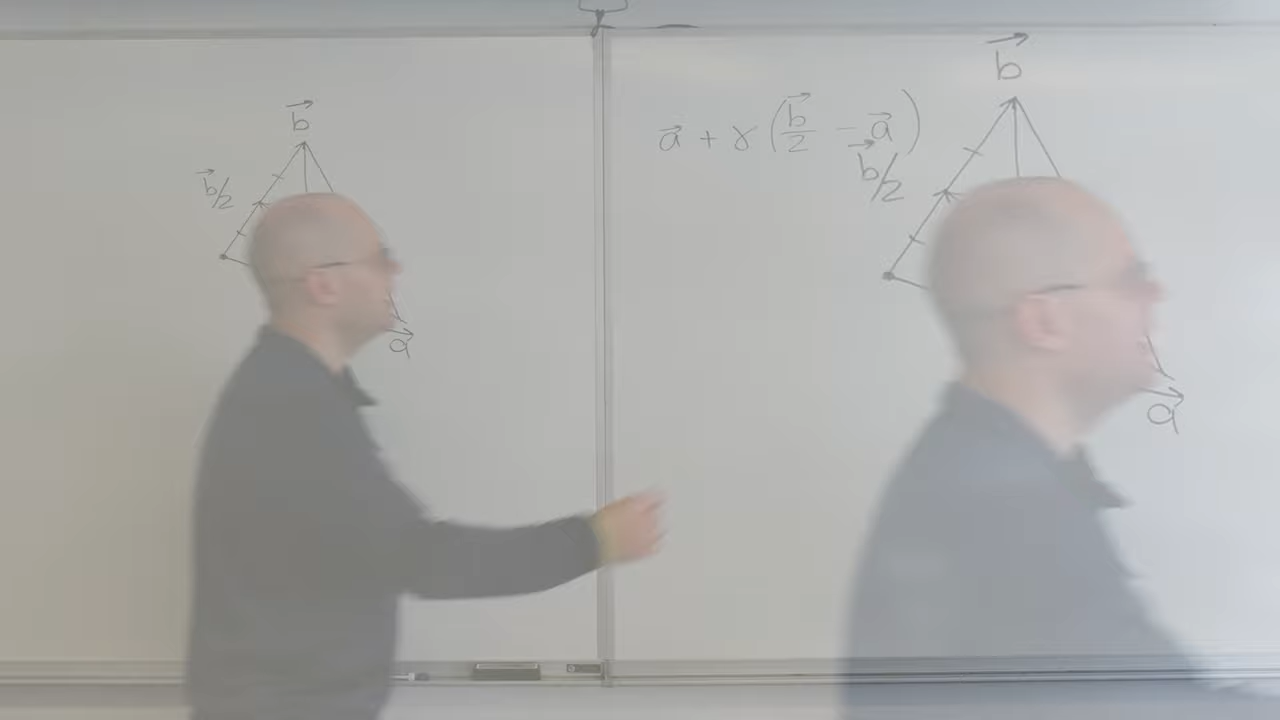 b⃗
b⃗/2
a⃗
a⃗ + γ (b⃗/2 - a⃗)
b⃗
b⃗/2
a⃗